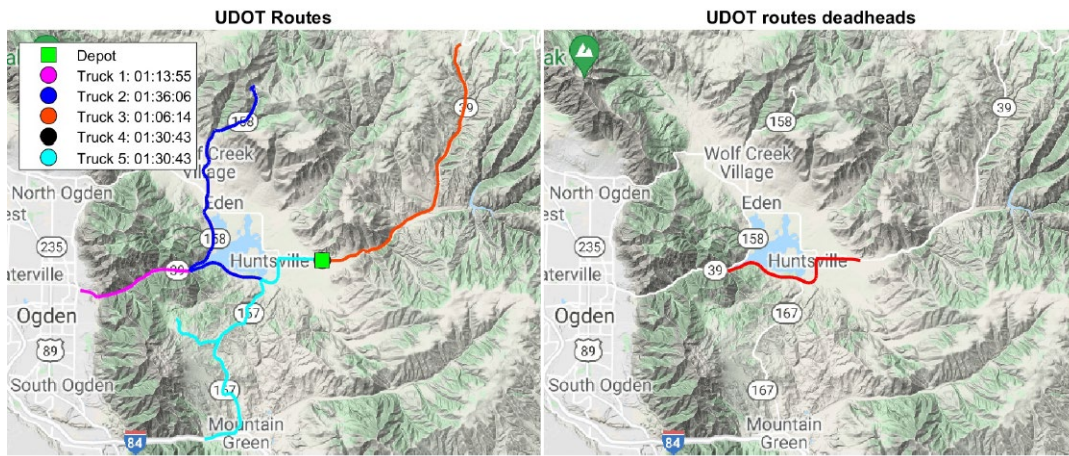 UDOT Routes
Depot
Truck 1: 01:13:55
Truck 2: 01:36:06
Truck 3: 01:06:14
Truck 4: 01:30:43
Truck 5: 01:30:43
39
158
Wolf Creek
Village
North Ogden
Eden
235
158
39
Huntsville
Ogden
167
89
South Ogden
167
Mountain
Green
84
UDOT routes deadheads
39
158
Wolf Creek
Village
North Ogden
Eden
235
158
39
Huntsville
Ogden
167
89
South Ogden
167
Mountain
Green
84